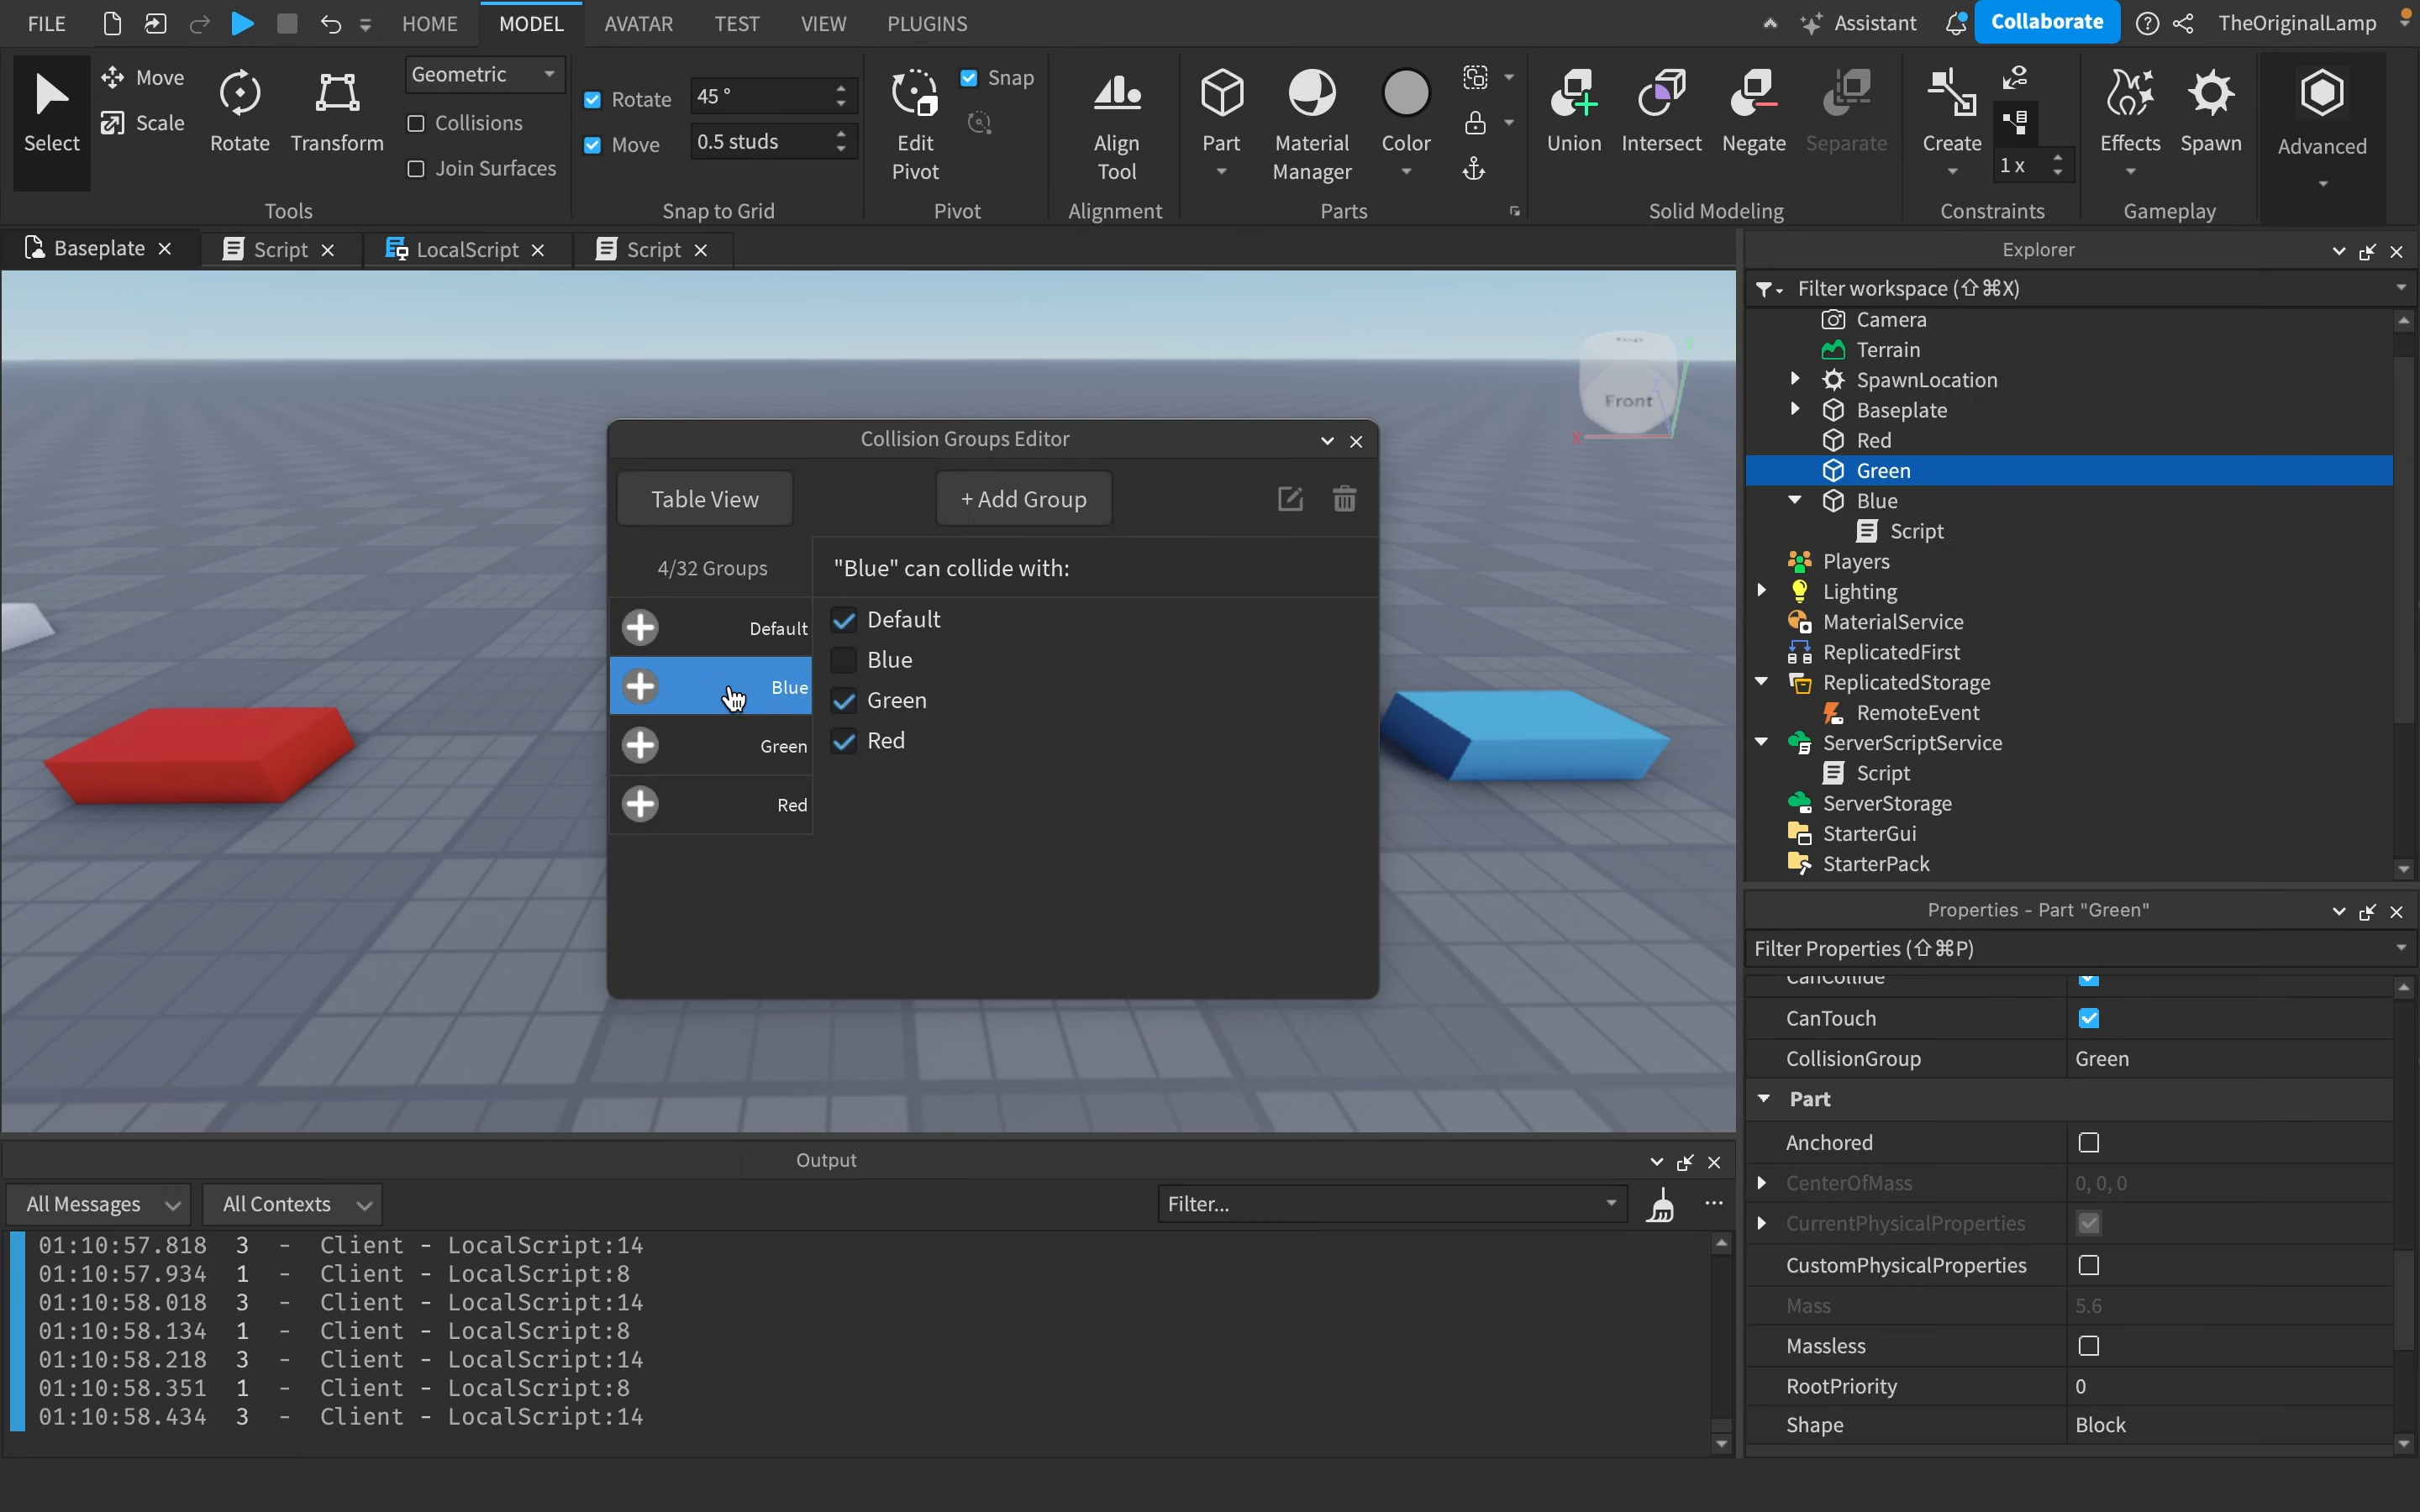 FILE HOME MODEL AVATAR TEST VIEW PLUGINS Assistant Collaborate TheOriginalLamp
Select Move Scale Rotate Transform Geometric
Collisions
Join Surfaces
Tools
Rotate 45 °
Move 0.5 studs
Snap to Grid
Edit Pivot Snap
Pivot
Align Tool
Alignment
Part Material Manager Color
Parts
Union Intersect Negate Separate
Solid Modeling
Create 1 x
Constraints
Effects Spawn
Gameplay
Advanced
Baseplate Script LocalScript Script
Top
Front
X
Z
Collision Groups Editor
Table View + Add Group
4/32 Groups
Default
Blue
Green
Red
"Blue" can collide with:
Default
Blue
Green
Red
Explorer
Filter workspace (⇧⌘X)
Camera
Terrain
SpawnLocation
Baseplate
Red
Green
Blue
Script
Players
Lighting
MaterialService
ReplicatedFirst
ReplicatedStorage
RemoteEvent
ServerScriptService
Script
ServerStorage
StarterGui
StarterPack
Properties - Part "Green"
Filter Properties (⇧⌘P)
CanCollide
CanTouch
CollisionGroup Green
Part
Anchored
CenterOfMass 0, 0, 0
CurrentPhysicalProperties
CustomPhysicalProperties
Mass 5.6
Massless
RootPriority 0
Shape Block
Output
All Messages All Contexts Filter... ...
01:10:57.818 3 - Client - LocalScript:14
01:10:57.934 1 - Client - LocalScript:8
01:10:58.018 3 - Client - LocalScript:14
01:10:58.134 1 - Client - LocalScript:8
01:10:58.218 3 - Client - LocalScript:14
01:10:58.351 1 - Client - LocalScript:8
01:10:58.434 3 - Client - LocalScript:14